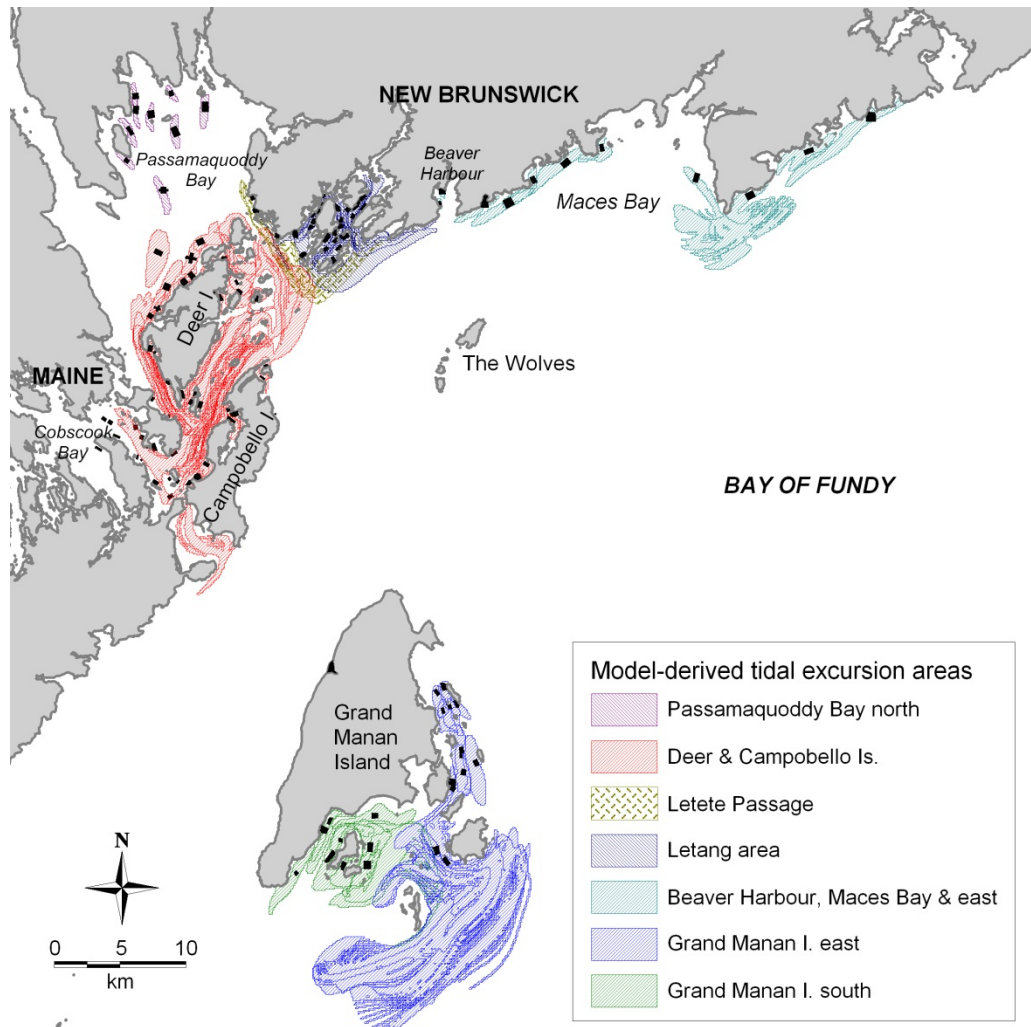 NEW BRUNSWICK
Passamaquoddy
Bay
Beaver
Harbour
Maces Bay
Deer I.
The Wolves
MAINE
Cobscook
Bay
Campobello I.
BAY OF FUNDY
Grand
Manan
Island
N
0 5 10
km
Model-derived tidal excursion areas
Passamaquoddy Bay north
Deer & Campobello Is.
Letete Passage
Letang area
Beaver Harbour, Maces Bay & east
Grand Manan I. east
Grand Manan I. south